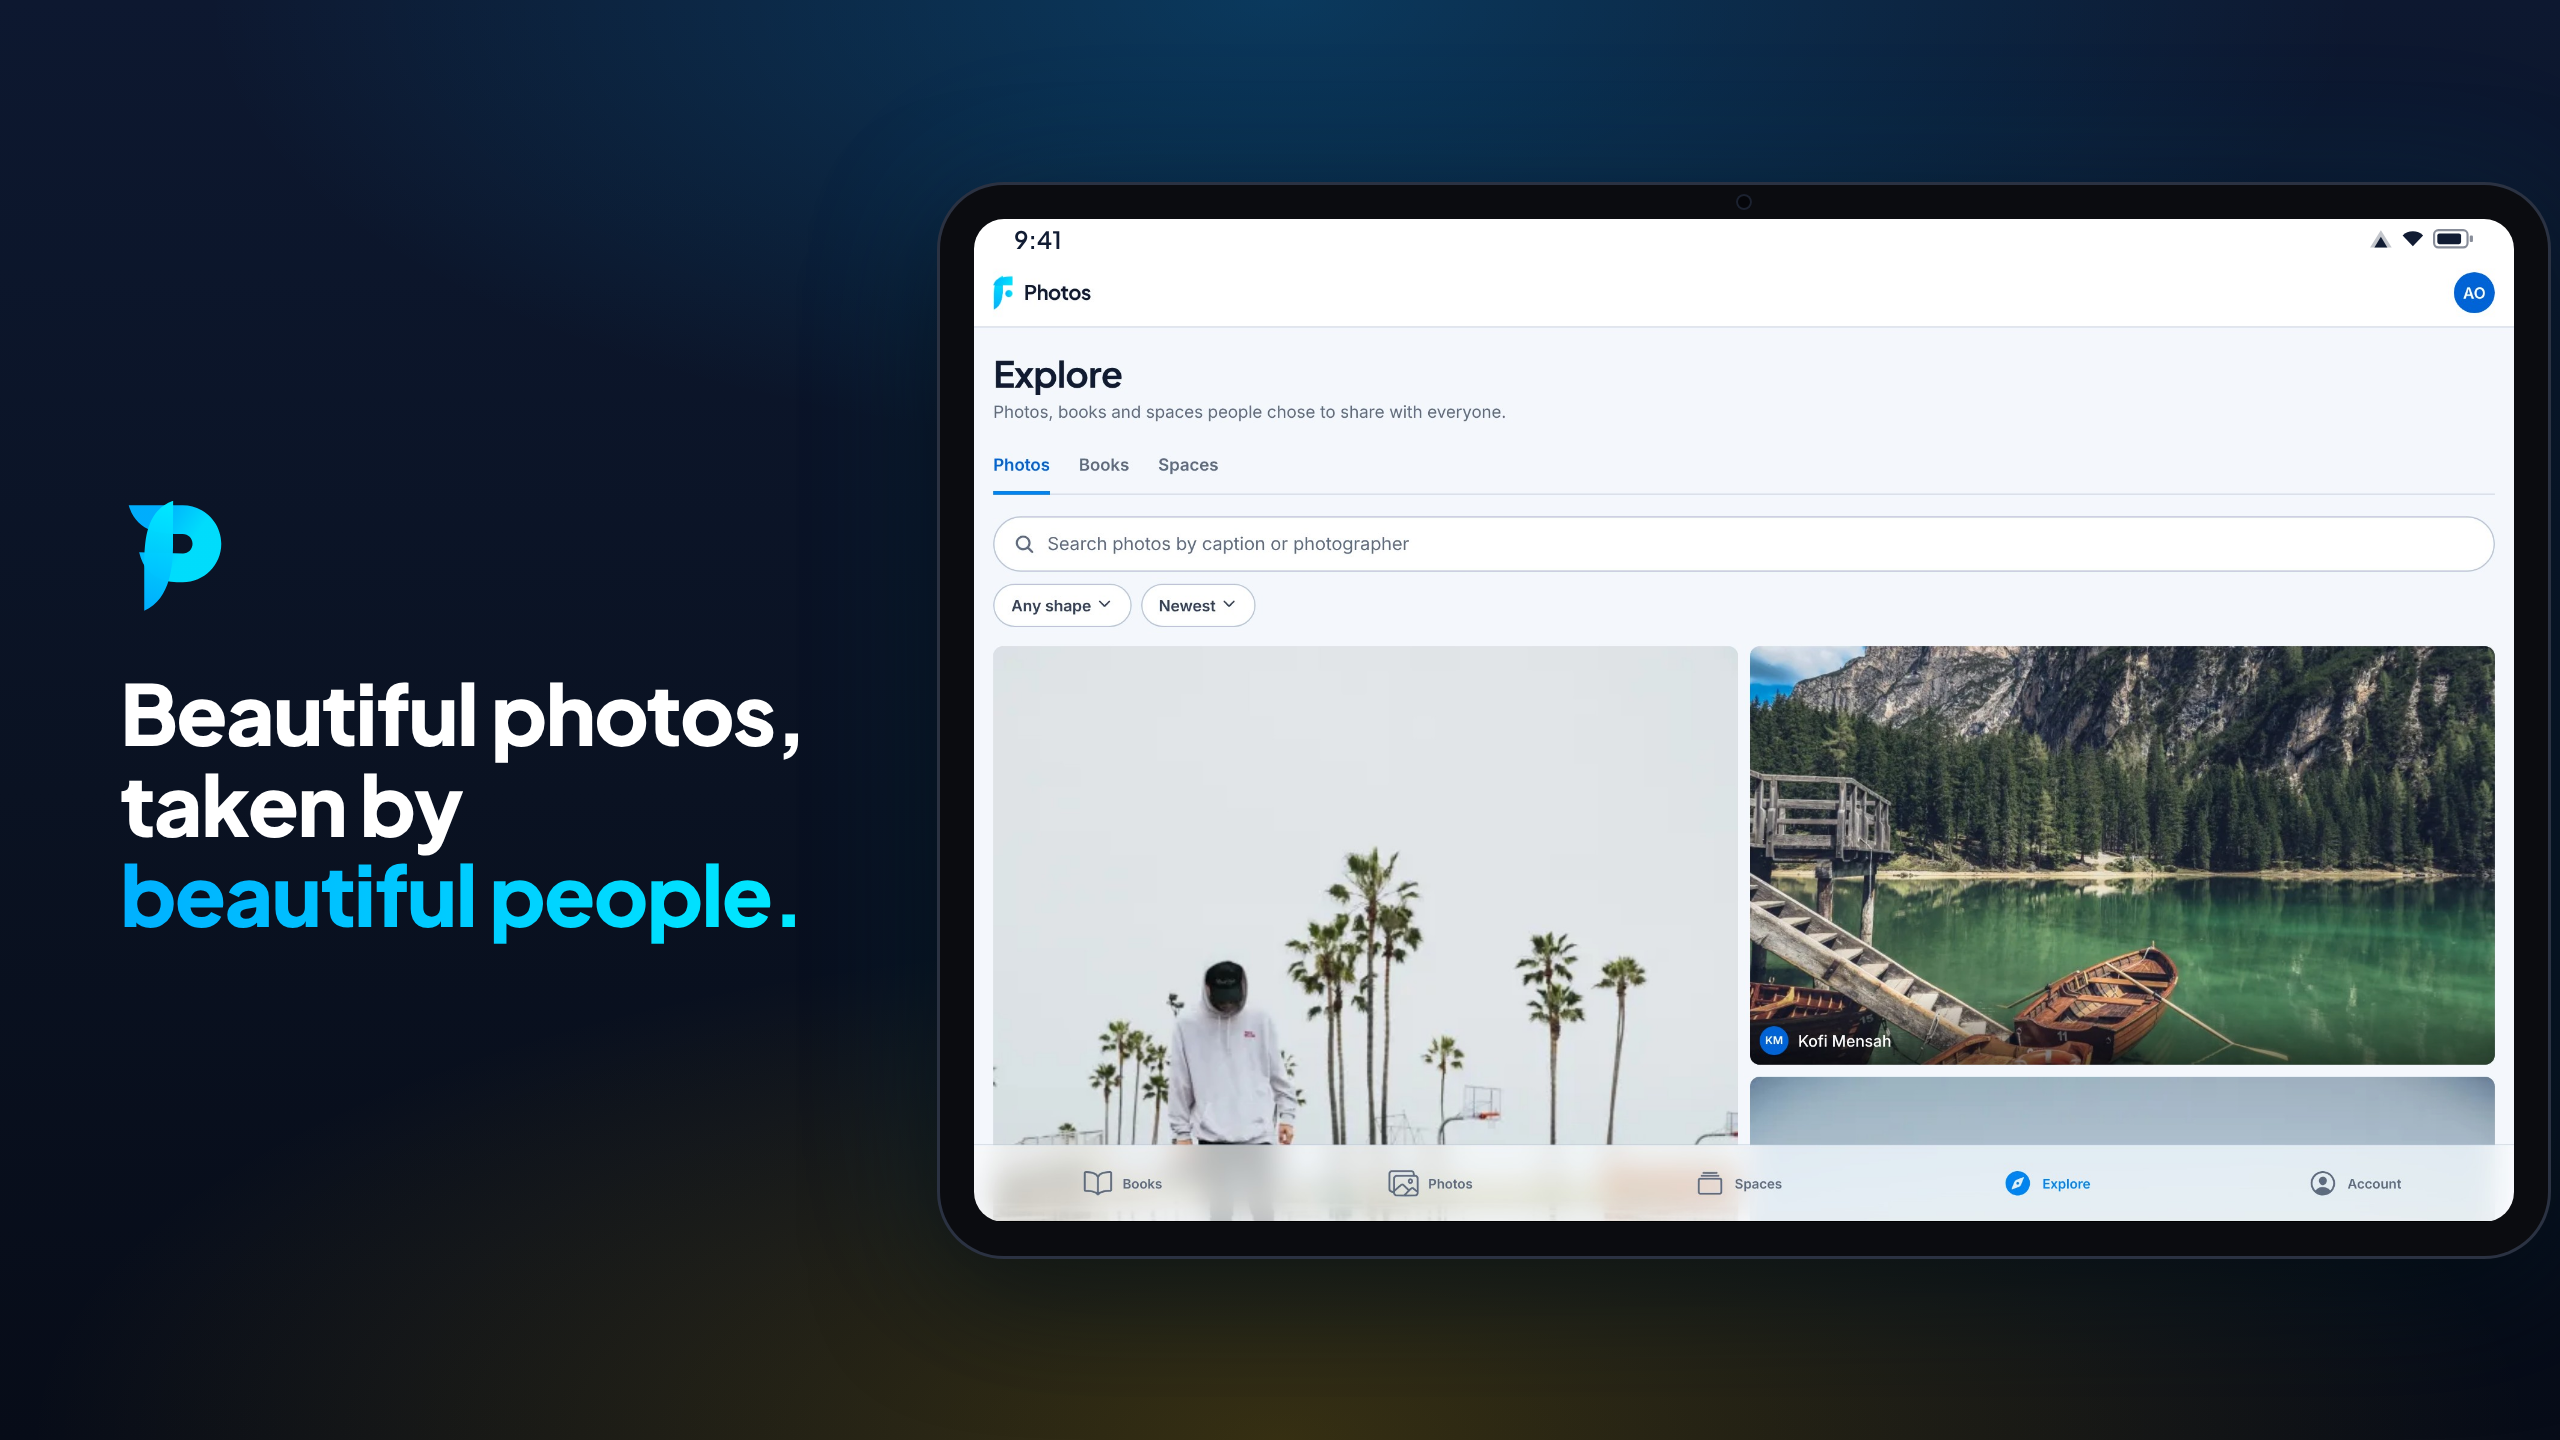 Beautiful photos,
taken by
beautiful people.
9:41
Photos
AO
Explore
Photos, books and spaces people chose to share with everyone.
Photos Books Spaces
Search photos by caption or photographer
Any shape Newest
KM Kofi Mensah
Books Photos Spaces Explore Account